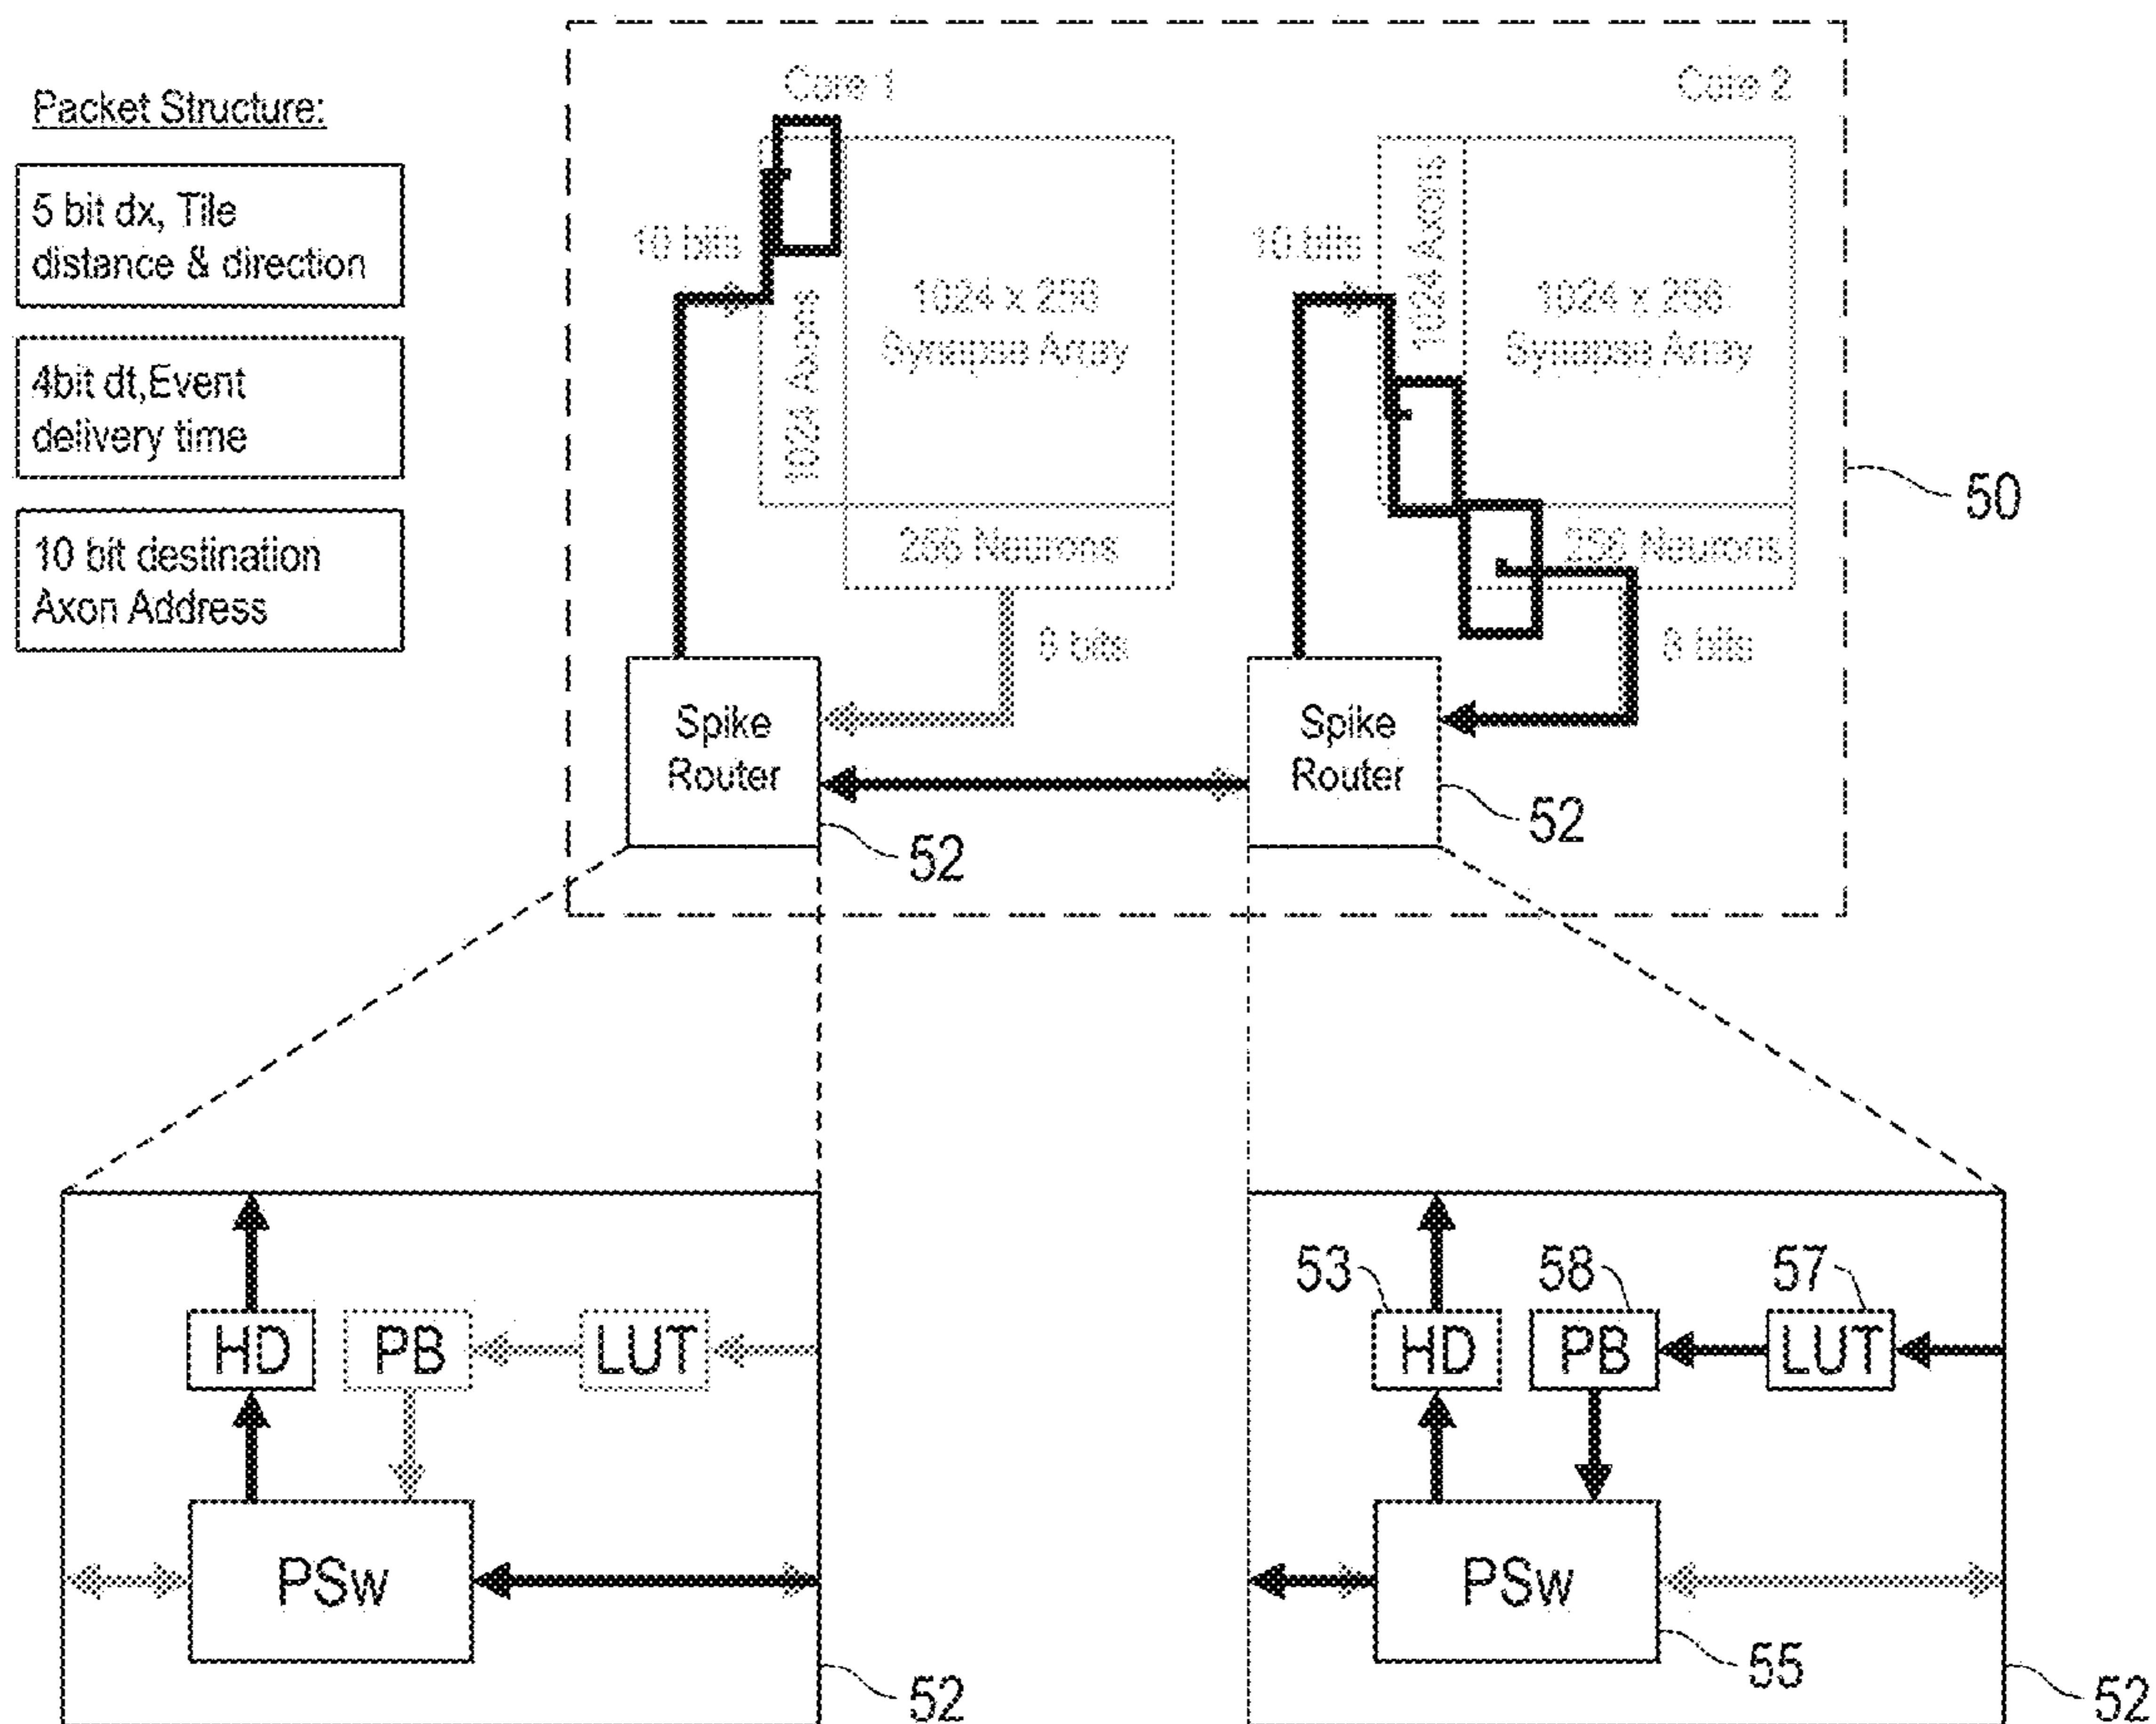 Packet Structure:
5 bit dx, Tile
distance & direction
4bit dt,Event
delivery time
10 bit destination
Axon Address
Core 1
10 bits
1024 Axons
1024 x 256
Synapse Array
256 Neurons
8 bits
Spike
Router
52
Core 2
10 bits
1024 Axons
1024 x 256
Synapse Array
256 Neurons
8 bits
Spike
Router
52
50
HD
PB
LUT
PSw
52
53
58
57
HD
PB
LUT
PSw
55
52